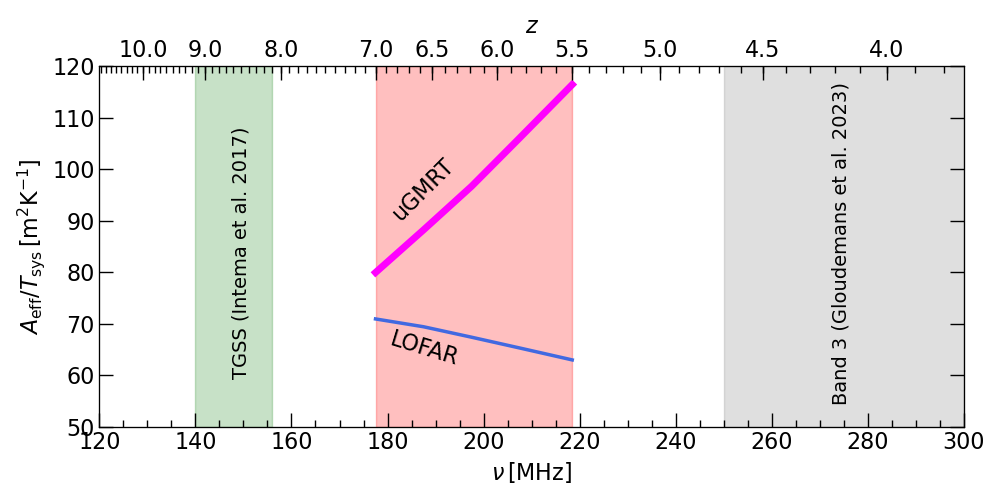 z
10.0 9.0 8.0 7.0 6.5 6.0 5.5 5.0 4.5 4.0
120
110
100
90
80
70
60
50
A_eff/T_sys [m²K⁻¹]
TGSS (Intema et al. 2017)
uGMRT
LOFAR
Band 3 (Gloudemans et al. 2023)
120 140 160 180 200 220 240 260 280 300
ν [MHz]